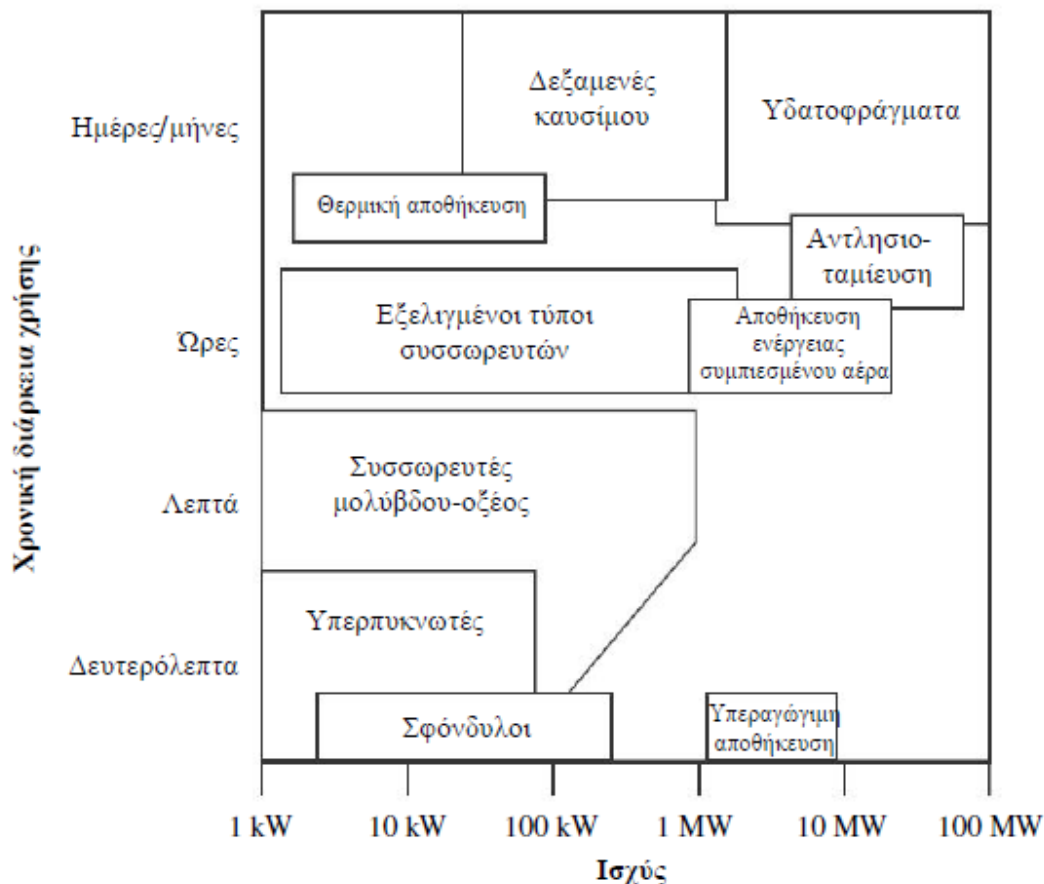 Χρονική διάρκεια χρήσης
Ημέρες/μήνες
Ώρες
Λεπτά
Δευτερόλεπτα
Δεξαμενές
καυσίμου
Υδατοφράγματα
Θερμική αποθήκευση
Αντλησιο-
ταμίευση
Εξελιγμένοι τύποι
συσσωρευτών
Αποθήκευση
ενέργειας
συμπιεσμένου αέρα
Συσσωρευτές
μολύβδου-οξέος
Υπερπυκνωτές
Σφόνδυλοι
Υπεραγώγιμη
αποθήκευση
1 kW
10 kW
100 kW
1 MW
10 MW
100 MW
Ισχύς